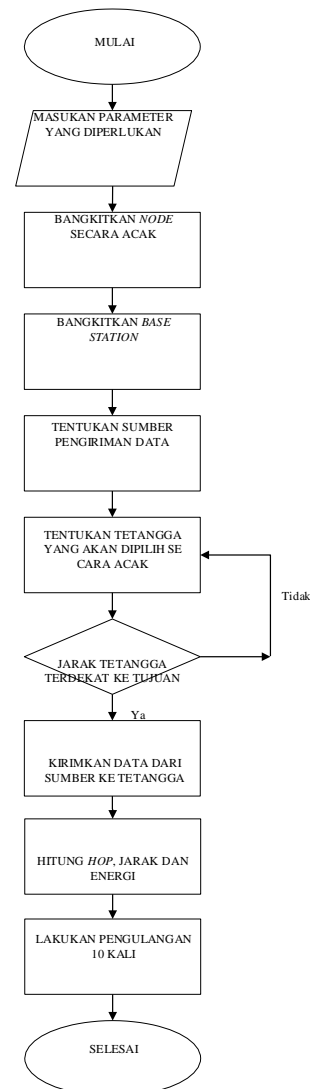 MULAI
MASUKAN PARAMETER
YANG DIPERLUKAN
BANGKITKAN NODE
SECARA ACAK
BANGKITKAN BASE
STATION
TENTUKAN SUMBER
PENGIRIMAN DATA
TENTUKAN TETANGGA
YANG AKAN DIPILIH SE
CARA ACAK
Tidak
JARAK TETANGGA
TERDEKAT KE TUJUAN
Ya
KIRIMKAN DATA DARI
SUMBER KE TETANGGA
HITUNG HOP, JARAK DAN
ENERGI
LAKUKAN PENGULANGAN
10 KALI
SELESAI